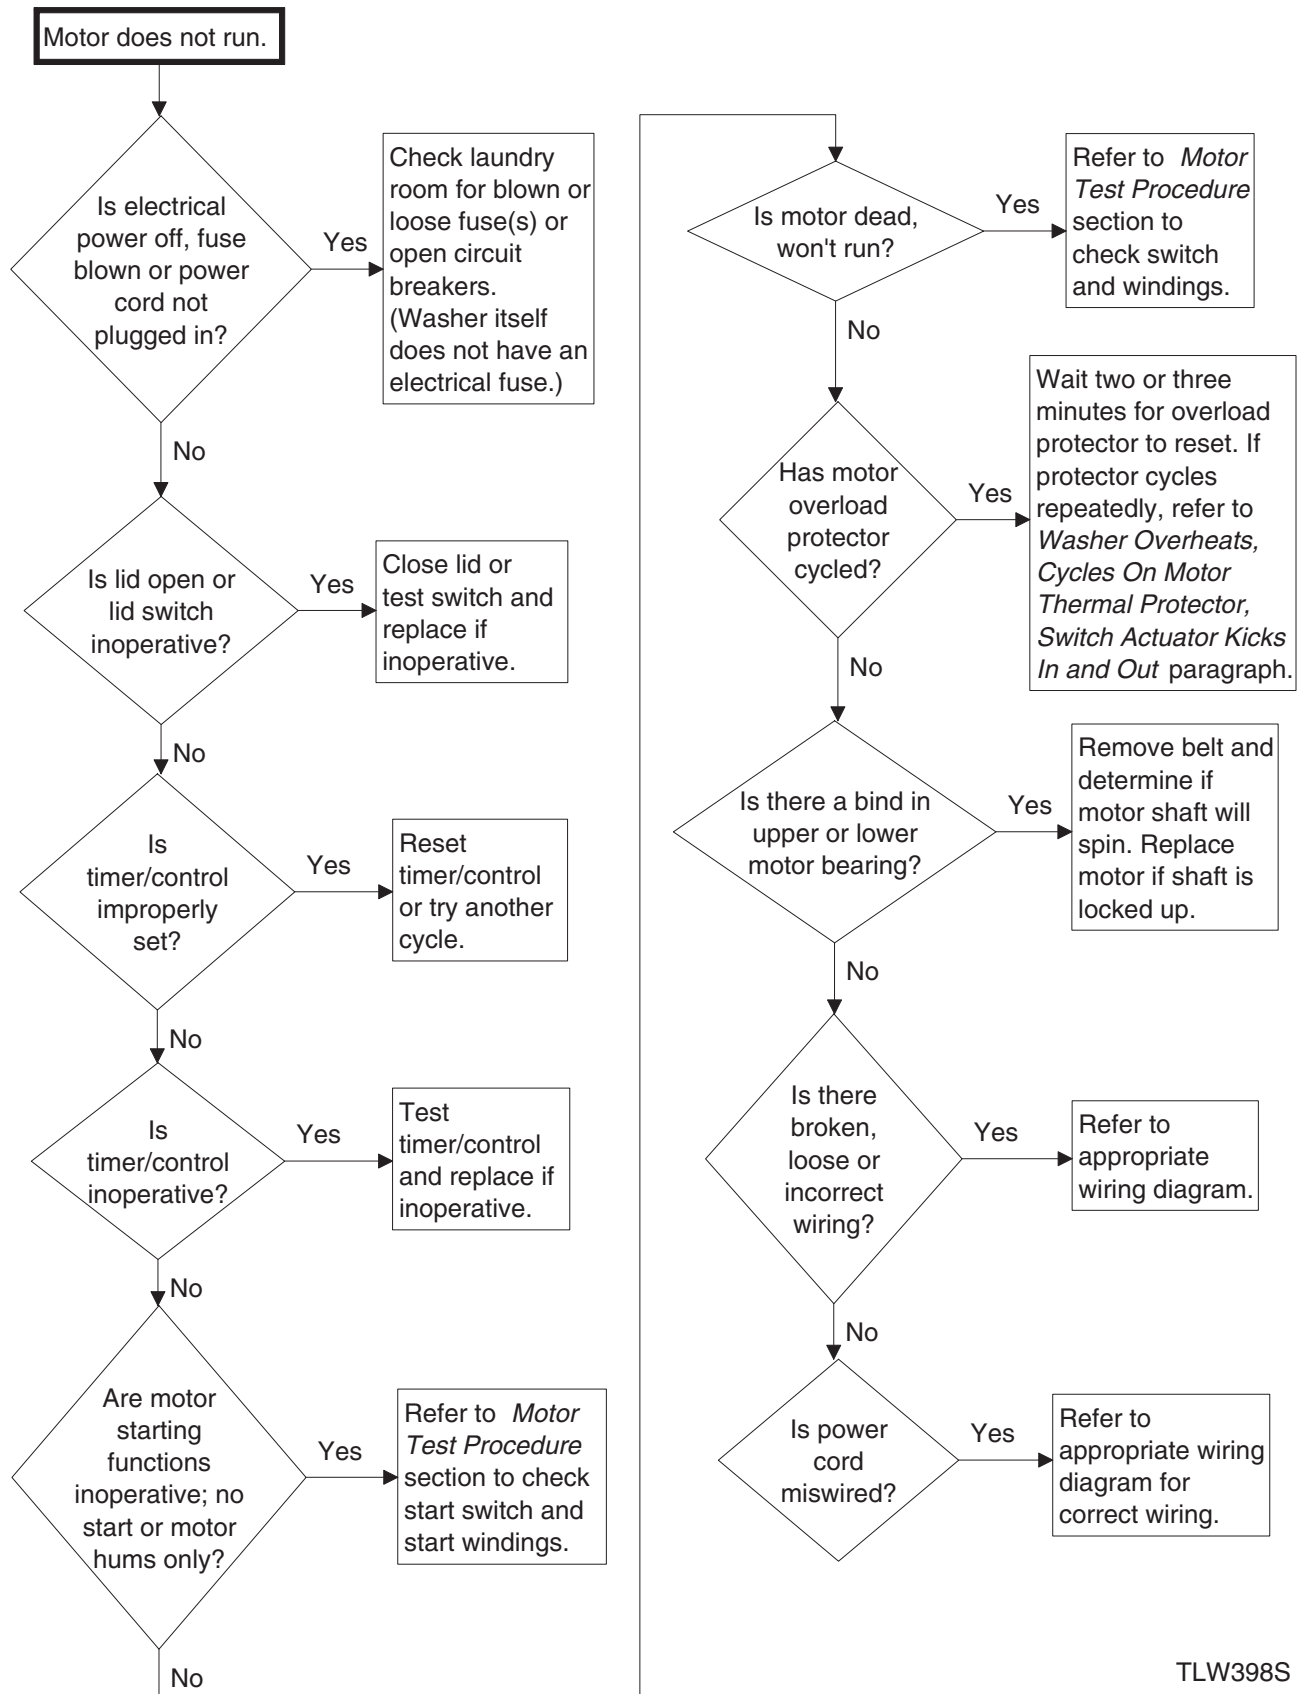 Motor does not run.
Is electrical
power off, fuse
blown or power
cord not
plugged in?
Yes
Check laundry
room for blown or
loose fuse(s) or
open circuit
breakers.
(Washer itself
does not have an
electrical fuse.)
No
Is lid open or
lid switch
inoperative?
Yes
Close lid or
test switch and
replace if
inoperative.
No
Is
timer/control
improperly
set?
Yes
Reset
timer/control
or try another
cycle.
No
Is
timer/control
inoperative?
Yes
Test
timer/control
and replace if
inoperative.
No
Are motor
starting
functions
inoperative; no
start or motor
hums only?
Yes
Refer to Motor
Test Procedure
section to check
start switch and
start windings.
No
Is motor dead,
won't run?
Yes
Refer to Motor
Test Procedure
section to
check switch
and windings.
No
Has motor
overload
protector
cycled?
Yes
Wait two or three
minutes for overload
protector to reset. If
protector cycles
repeatedly, refer to
Washer Overheats,
Cycles On Motor
Thermal Protector,
Switch Actuator Kicks
In and Out paragraph.
No
Is there a bind in
upper or lower
motor bearing?
Yes
Remove belt and
determine if
motor shaft will
spin. Replace
motor if shaft is
locked up.
No
Is there
broken,
loose or
incorrect
wiring?
Yes
Refer to
appropriate
wiring diagram.
No
Is power
cord
miswired?
Yes
Refer to
appropriate wiring
diagram for
correct wiring.
TLW398S